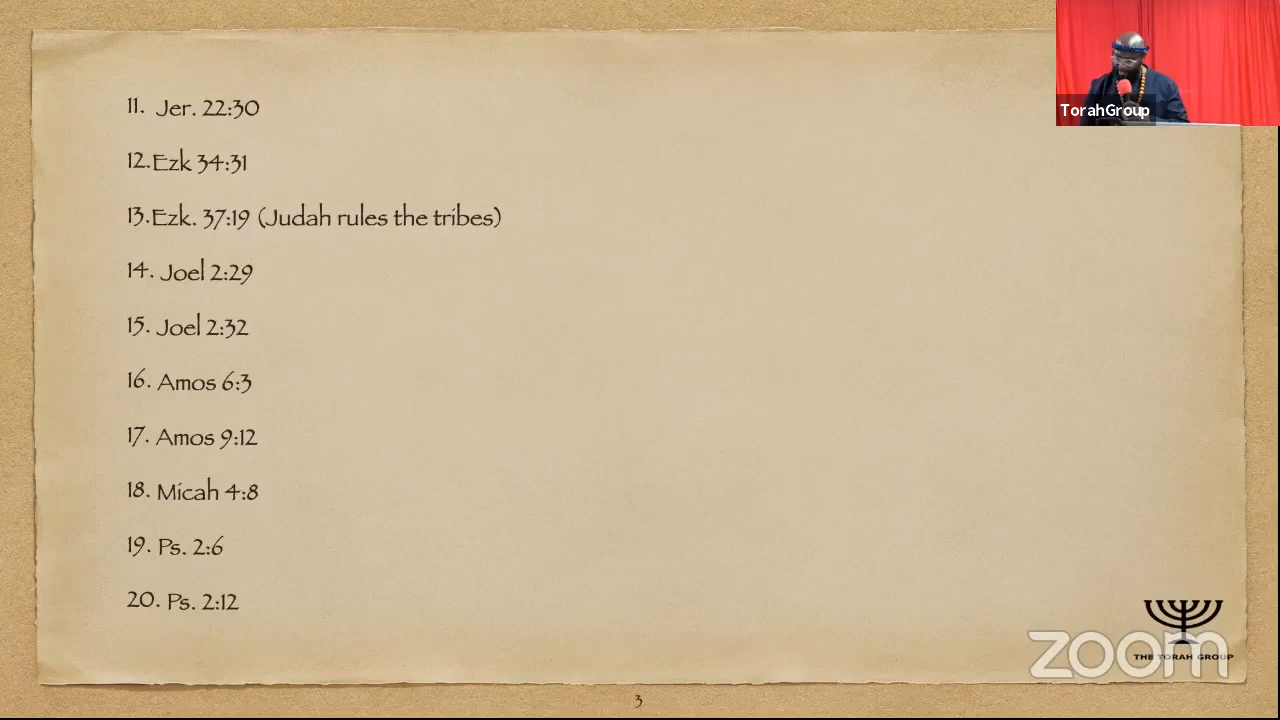 TorahGroup
11. Jer. 22:30
12.Ezk 34:31
13.Ezk. 37:19 (Judah rules the tribes)
14. Joel 2:29
15. Joel 2:32
16. Amos 6:3
17. Amos 9:12
18. Micah 4:8
19. Ps. 2:6
20. Ps. 2:12
zoom
THE TORAH GROUP
3